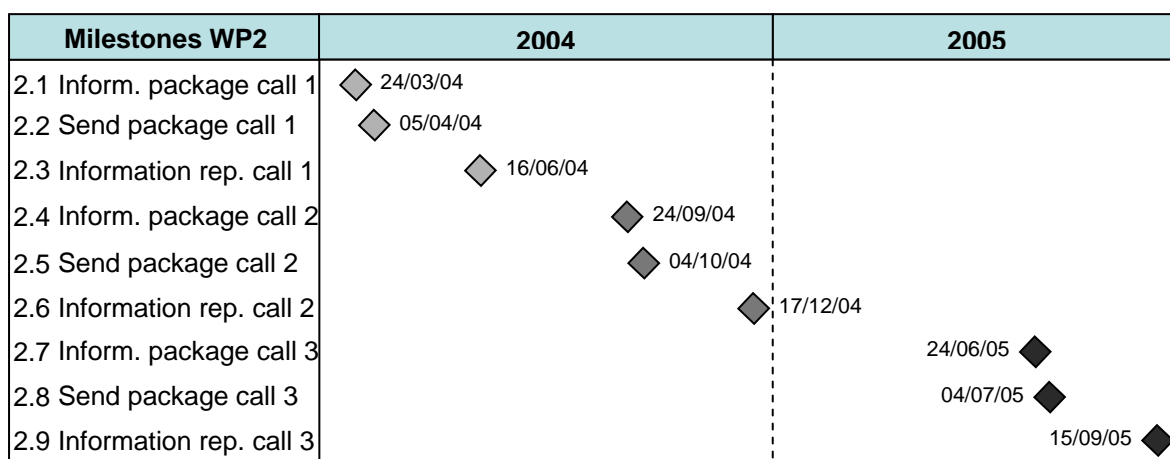 Milestones WP2 2004 2005
2.1 Inform. package call 1 24/03/04
2.2 Send package call 1 05/04/04
2.3 Information rep. call 1 16/06/04
2.4 Inform. package call 2 24/09/04
2.5 Send package call 2 04/10/04
2.6 Information rep. call 2 17/12/04
2.7 Inform. package call 3 24/06/05
2.8 Send package call 3 04/07/05
2.9 Information rep. call 3 15/09/05